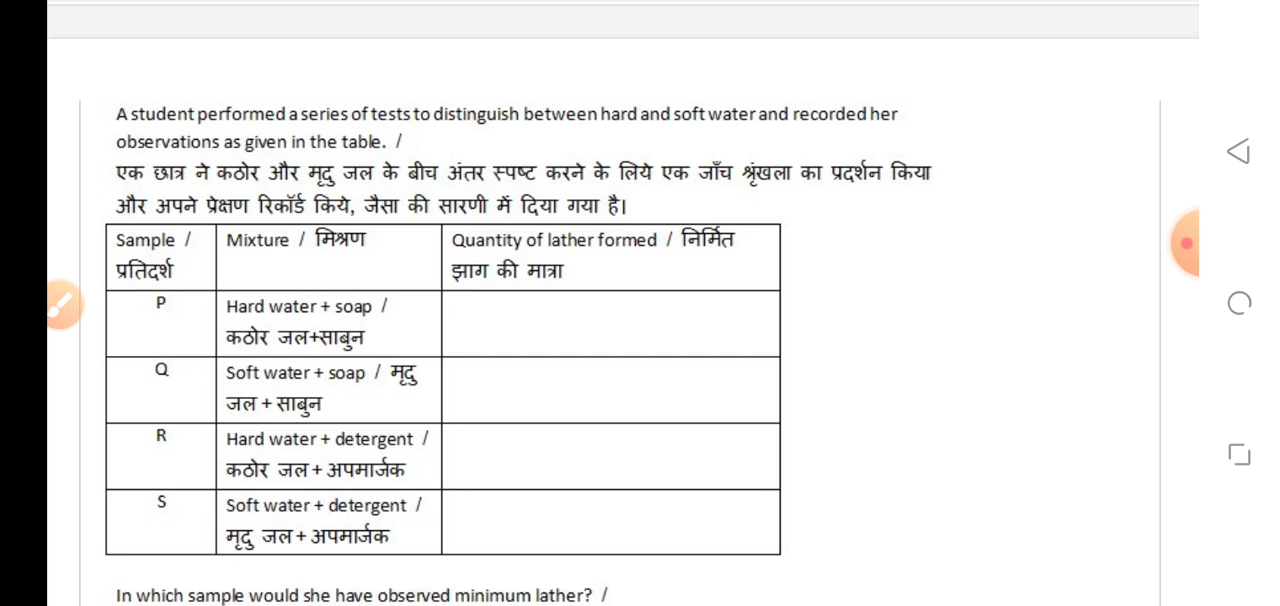 A student performed a series of tests to distinguish between hard and soft water and recorded her
observations as given in the table. /
एक छात्र ने कठोर और मृदु जल के बीच अंतर स्पष्ट करने के लिये एक जाँच श्रृंखला का प्रदर्शन किया
और अपने प्रेक्षण रिकॉर्ड किये, जैसा की सारणी में दिया गया है।
Sample /
प्रतिदर्श
Mixture / मिश्रण
Quantity of lather formed / निर्मित
झाग की मात्रा
P
Hard water + soap /
कठोर जल+साबुन
Q
Soft water + soap / मृदु
जल + साबुन
R
Hard water + detergent /
कठोर जल + अपमार्जक
S
Soft water + detergent /
मृदु जल + अपमार्जक
In which sample would she have observed minimum lather? /